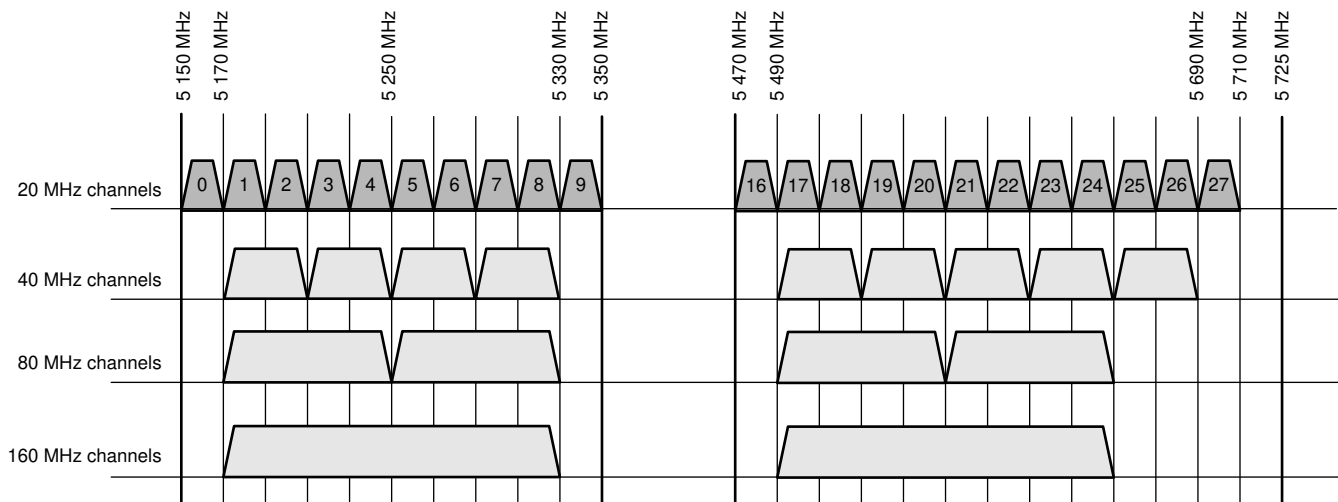 5 150 MHz
5 170 MHz
5 250 MHz
5 330 MHz
5 350 MHz
5 470 MHz
5 490 MHz
5 690 MHz
5 710 MHz
5 725 MHz
20 MHz channels 0 1 2 3 4 5 6 7 8 9 16 17 18 19 20 21 22 23 24 25 26 27
40 MHz channels
80 MHz channels
160 MHz channels